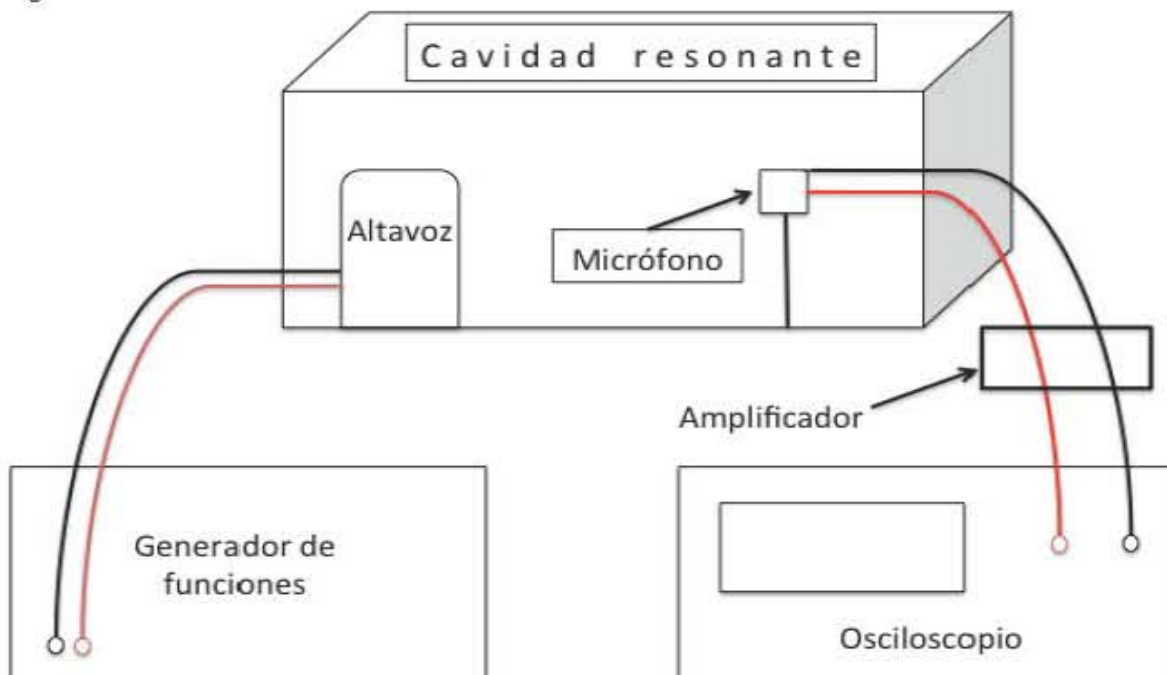 Cavidad resonante
Altavoz
Micrófono
Amplificador
Generador de
funciones
Osciloscopio